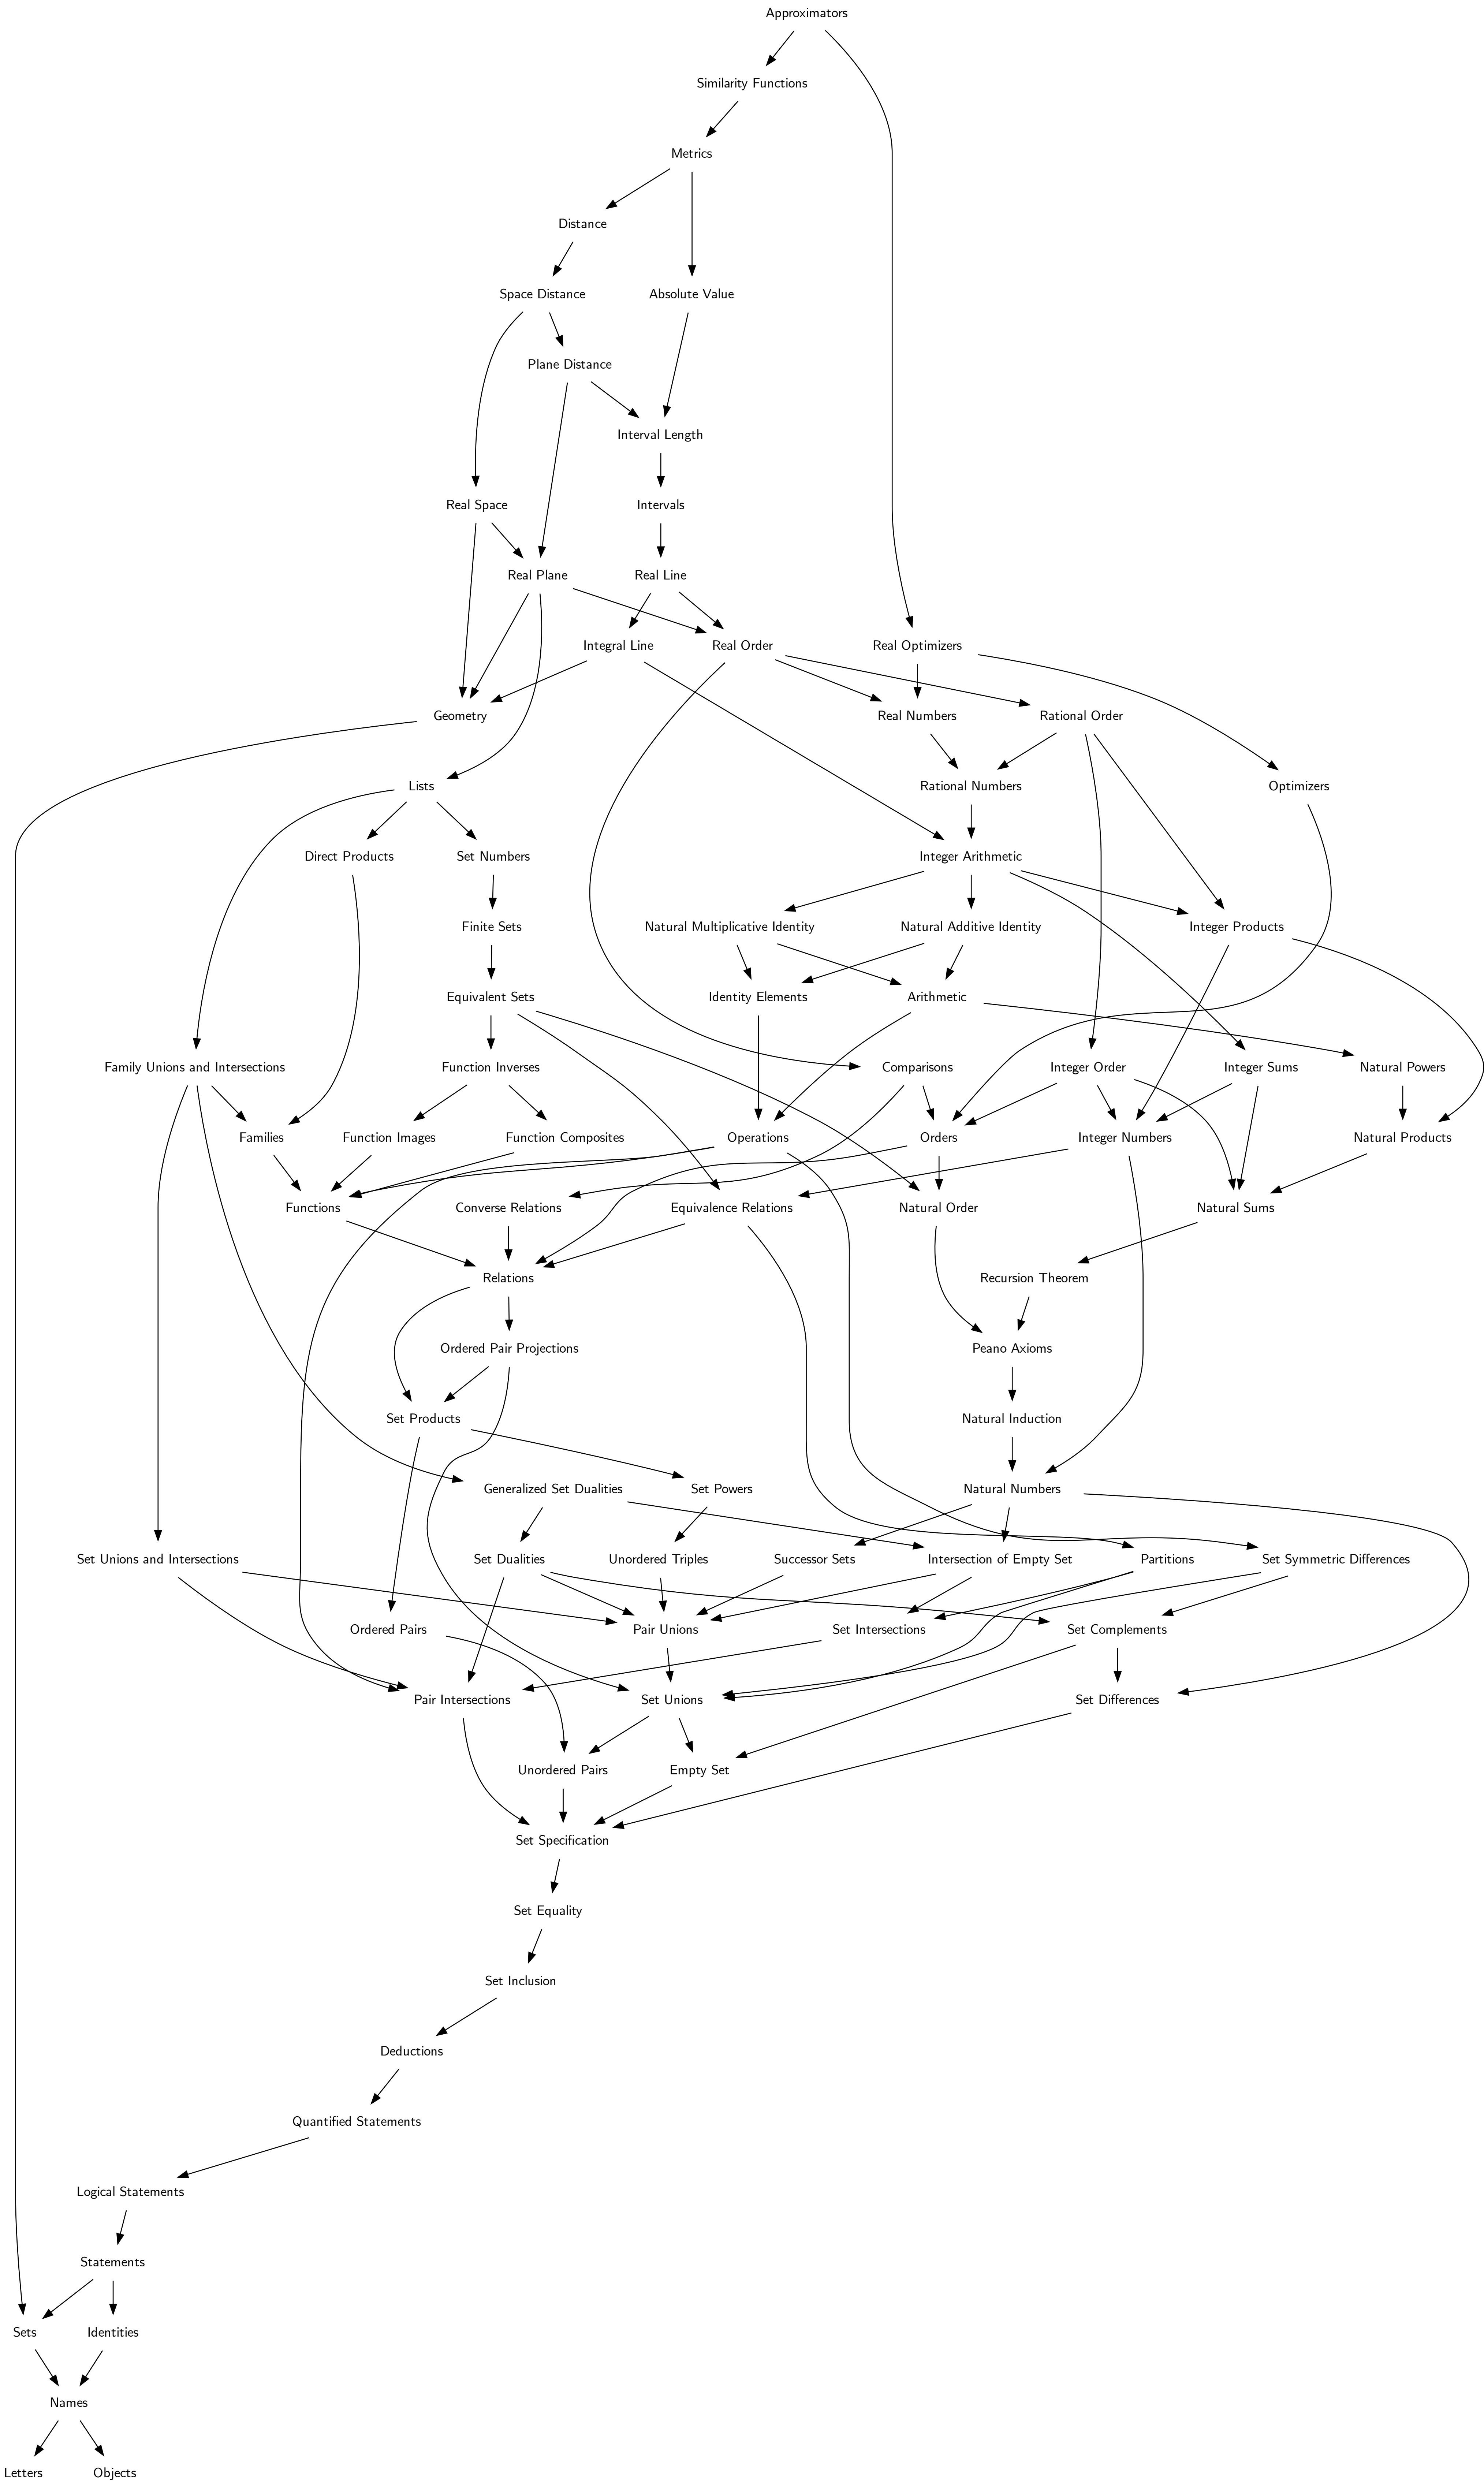 Approximators
Similarity Functions
Metrics
Distance
Space Distance
Absolute Value
Plane Distance
Interval Length
Real Space
Intervals
Real Plane
Real Line
Integral Line
Real Order
Real Optimizers
Geometry
Real Numbers
Rational Order
Lists
Rational Numbers
Optimizers
Direct Products
Set Numbers
Integer Arithmetic
Finite Sets
Natural Multiplicative Identity
Natural Additive Identity
Integer Products
Equivalent Sets
Identity Elements
Arithmetic
Family Unions and Intersections
Function Inverses
Comparisons
Integer Order
Integer Sums
Natural Powers
Families
Function Images
Function Composites
Operations
Orders
Integer Numbers
Natural Products
Functions
Converse Relations
Equivalence Relations
Natural Order
Natural Sums
Relations
Recursion Theorem
Ordered Pair Projections
Peano Axioms
Set Products
Natural Induction
Generalized Set Dualities
Set Powers
Natural Numbers
Set Unions and Intersections
Set Dualities
Unordered Triples
Successor Sets
Intersection of Empty Set
Partitions
Set Symmetric Differences
Ordered Pairs
Pair Unions
Set Intersections
Set Complements
Pair Intersections
Set Unions
Set Differences
Unordered Pairs
Empty Set
Set Specification
Set Equality
Set Inclusion
Deductions
Quantified Statements
Logical Statements
Statements
Sets
Identities
Names
Letters
Objects